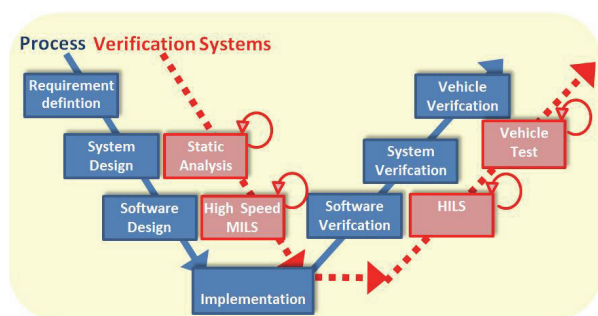 Process Verification Systems
Requirement
defintion
Vehicle
Verifcation
System
Design
Static
Analysis
System
Verifcation
Vehicle
Test
Software
Design
High Speed
MILS
Software
Verifcation
HILS
Implementation